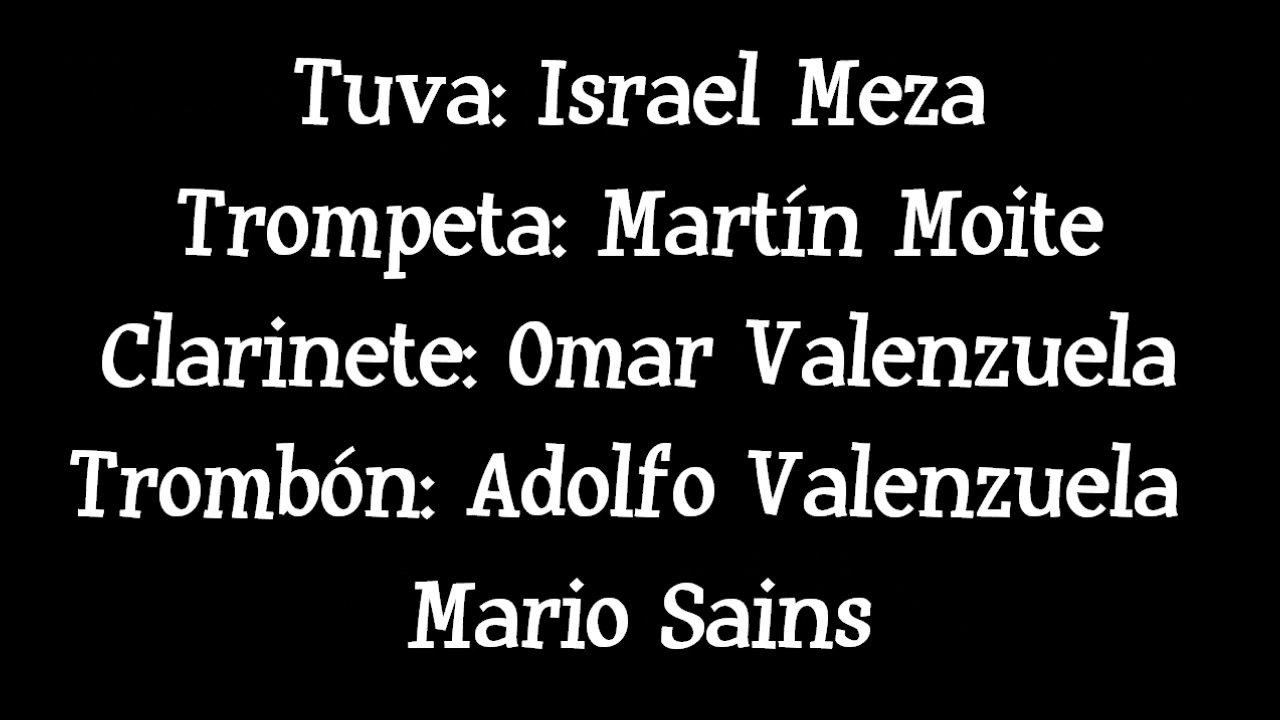 Tuva: Israel Meza
Trompeta: Martín Moite
Clarinete: Omar Valenzuela
Trombón: Adolfo Valenzuela
Mario Sains